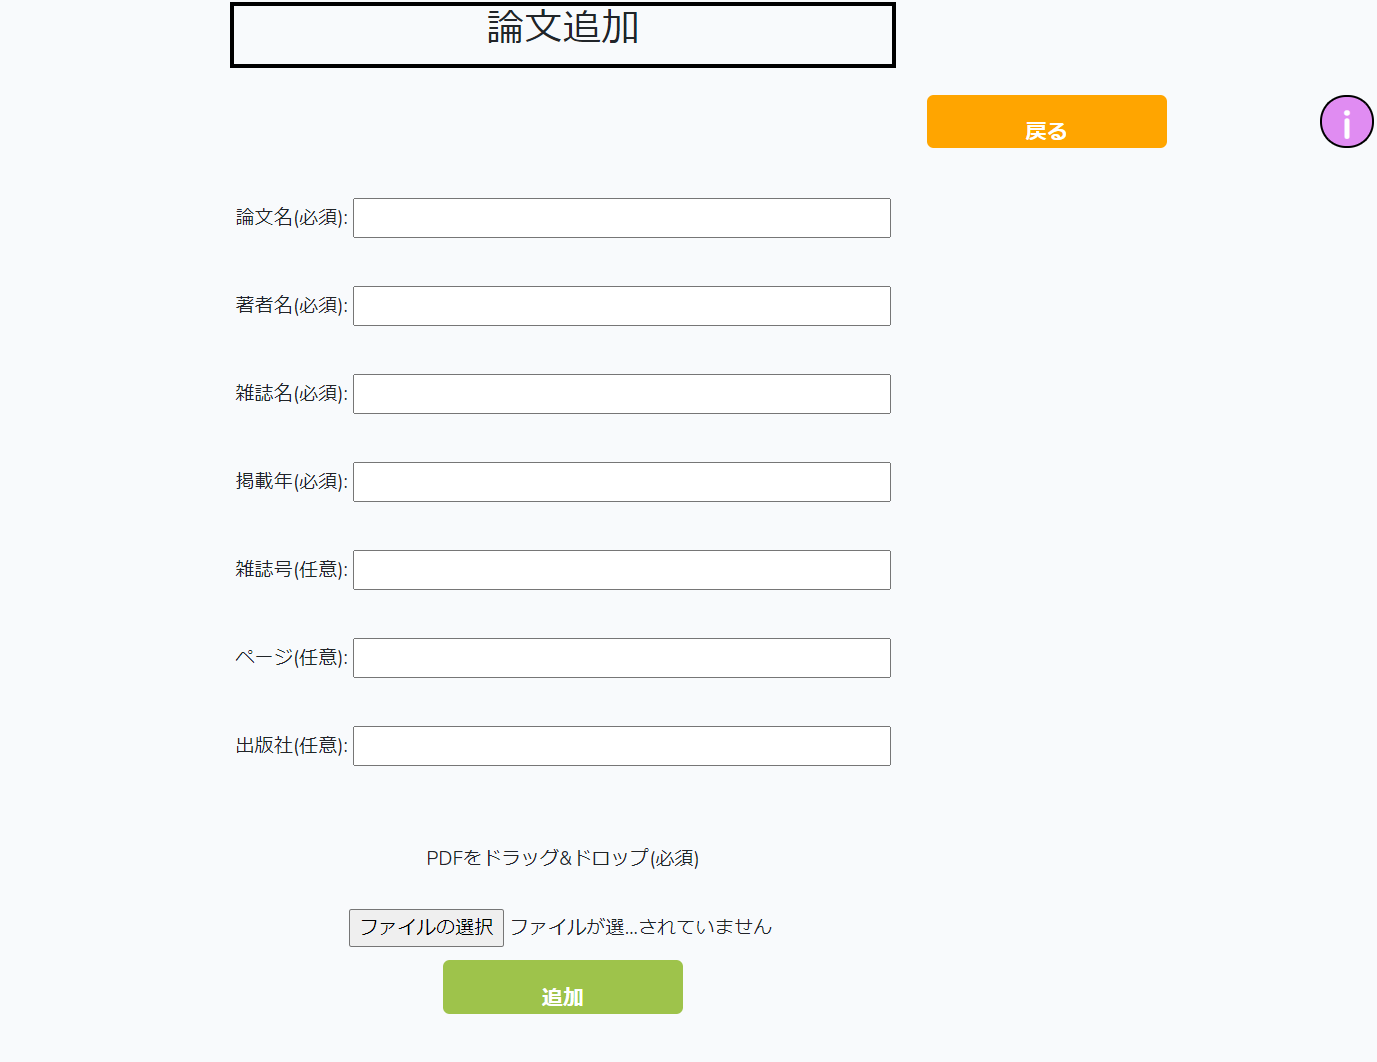 論文追加
戻る
i
論文名(必須):
著者名(必須):
雑誌名(必須):
掲載年(必須):
雑誌号(任意):
ページ(任意):
出版社(任意):
PDFをドラッグ&ドロップ(必須)
ファイルの選択 ファイルが選...されていません
追加